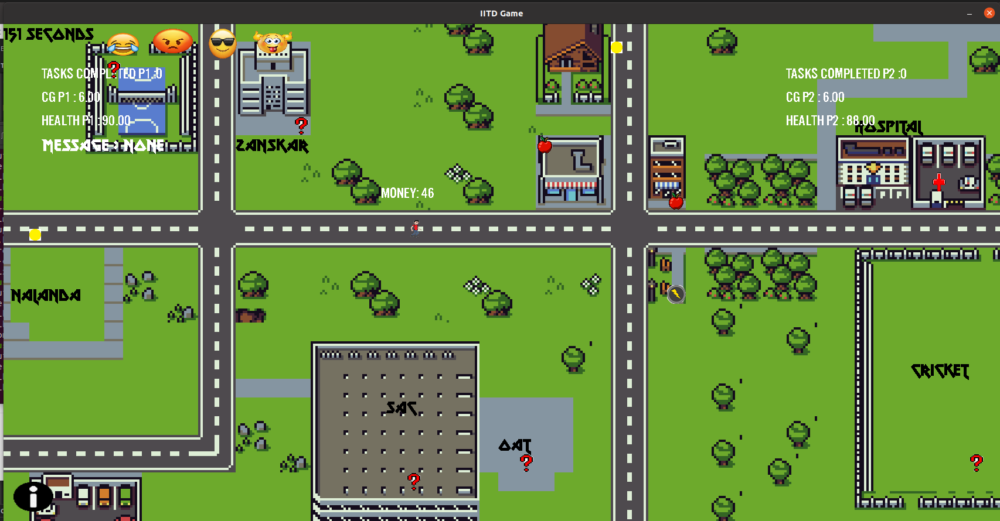 IITD Game
151 SECONDS
TASKS COMPLETED P1 :0
CG P1 : 6.00
HEALTH P1 :90.00
MESSAGE : NONE
ZANSKAR
TASKS COMPLETED P2 :0
CG P2 : 6.00
HEALTH P2 : 88.00
HOSPITAL
MONEY: 46
NALANDA
CRICKET
SAC
OAT